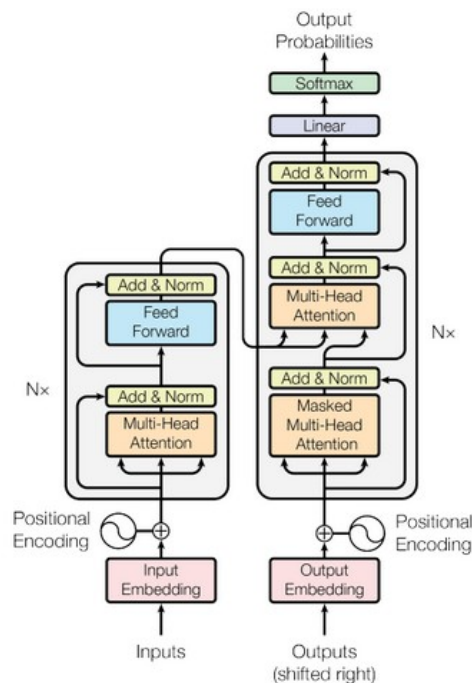 Output
Probabilities
Softmax
Linear
Add & Norm
Feed
Forward
Add & Norm
Multi-Head
Attention
Add & Norm
Masked
Multi-Head
Attention
N×
Add & Norm
Feed
Forward
Add & Norm
Multi-Head
Attention
N×
Positional
Encoding
Positional
Encoding
Input
Embedding
Output
Embedding
Inputs
Outputs
(shifted right)